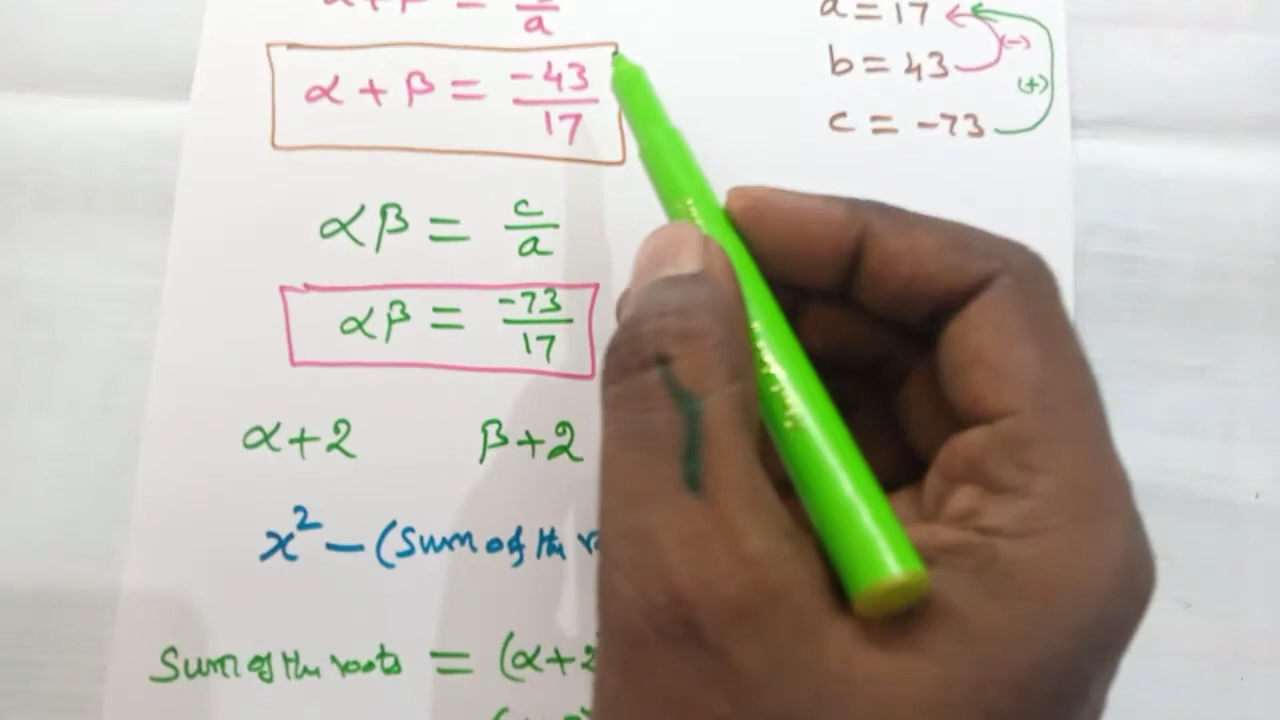 α + β = -b/a
a = 17
α + β = -43/17
b = 43 (-)
(+)
c = -73
αβ = c/a
αβ = -73/17
α+2 β+2
x² - (Sum of the
Sum of the roots = (α+2